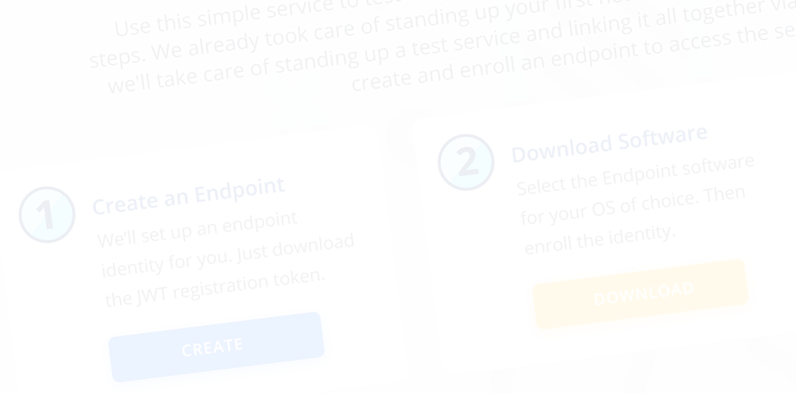 Use this simple service to
steps. We already took care of standing up your first
we'll take care of standing up a test service and linking it all together
create and enroll an endpoint to access the
1
Create an Endpoint
We'll set up an endpoint
identity for you. Just download
the JWT registration token.
CREATE
2
Download Software
Select the Endpoint software
for your OS of choice. Then
enroll the identity.
DOWNLOAD